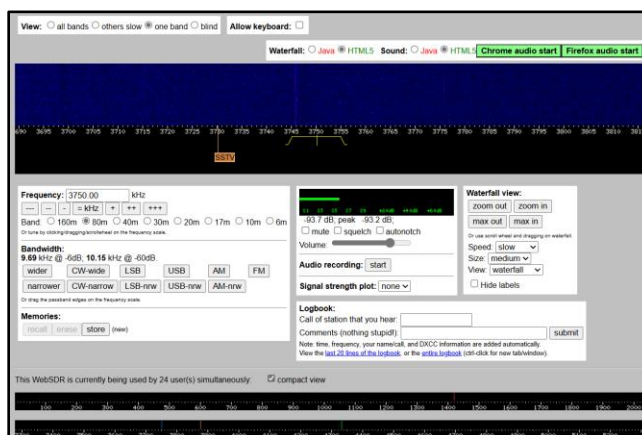 View: all bands others slow one band blind Allow keyboard:
Waterfall: Java HTML5 Sound: Java HTML5 Chrome audio start Firefox audio start
3695 3700 3705 3710 3715 3720 3725 3730 3735 3740 3745 3750 3755 3760 3765 3770 3775 3780 3785 3790 3795 3800 3805 3810
SSTV
Frequency: 3750.00 kHz
--- -- - = kHz + ++ +++
Band 160m 80m 40m 30m 20m 17m 10m 6m
Or tune by clicking/dragging/scrollwheel on the frequency scale.
Bandwidth:
9.69 kHz @ -6dB; 10.15 kHz @ -60dB.
wider CW-wide LSB USB AM FM
narrower CW-narrow LSB-nrw USB-nrw AM-nrw
Or drag the passband edges on the frequency scale.
Memories:
recall erase store (new)
-93.7 dB; peak -93.2 dB;
mute squelch autonotch
Volume:
Audio recording: start
Signal strength plot: none
Waterfall view:
zoom out zoom in
max out max in
Or use scroll wheel and dragging on waterfall.
Speed: slow
Size: medium
View: waterfall
Hide labels
Logbook:
Call of station that you hear:
Comments (nothing stupid!): submit
Note: time, frequency, your name/call, and DXCC information are added automatically.
View the last 20 lines of the logbook, or the entire logbook (ctrl-click for new tab/window).
This WebSDR is currently being used by 24 user(s) simultaneously: compact view
100 200 300 400 500 600 700 800 900 1000 1100 1200 1300 1400 1500 1600 1700 1800 1900 2000